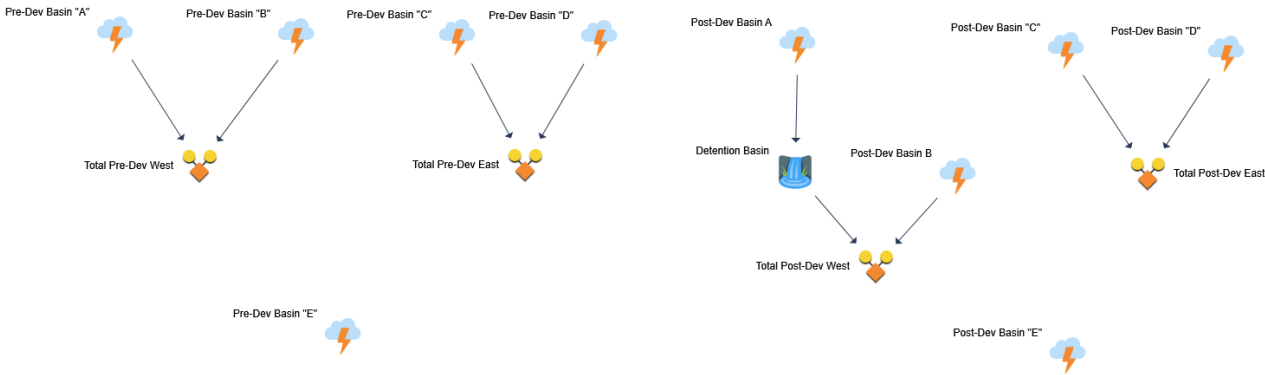 Pre-Dev Basin "A"
Pre-Dev Basin "B"
Pre-Dev Basin "C"
Pre-Dev Basin "D"
Total Pre-Dev West
Total Pre-Dev East
Pre-Dev Basin "E"
Post-Dev Basin A
Post-Dev Basin "C"
Post-Dev Basin "D"
Detention Basin
Post-Dev Basin B
Total Post-Dev East
Total Post-Dev West
Post-Dev Basin "E"